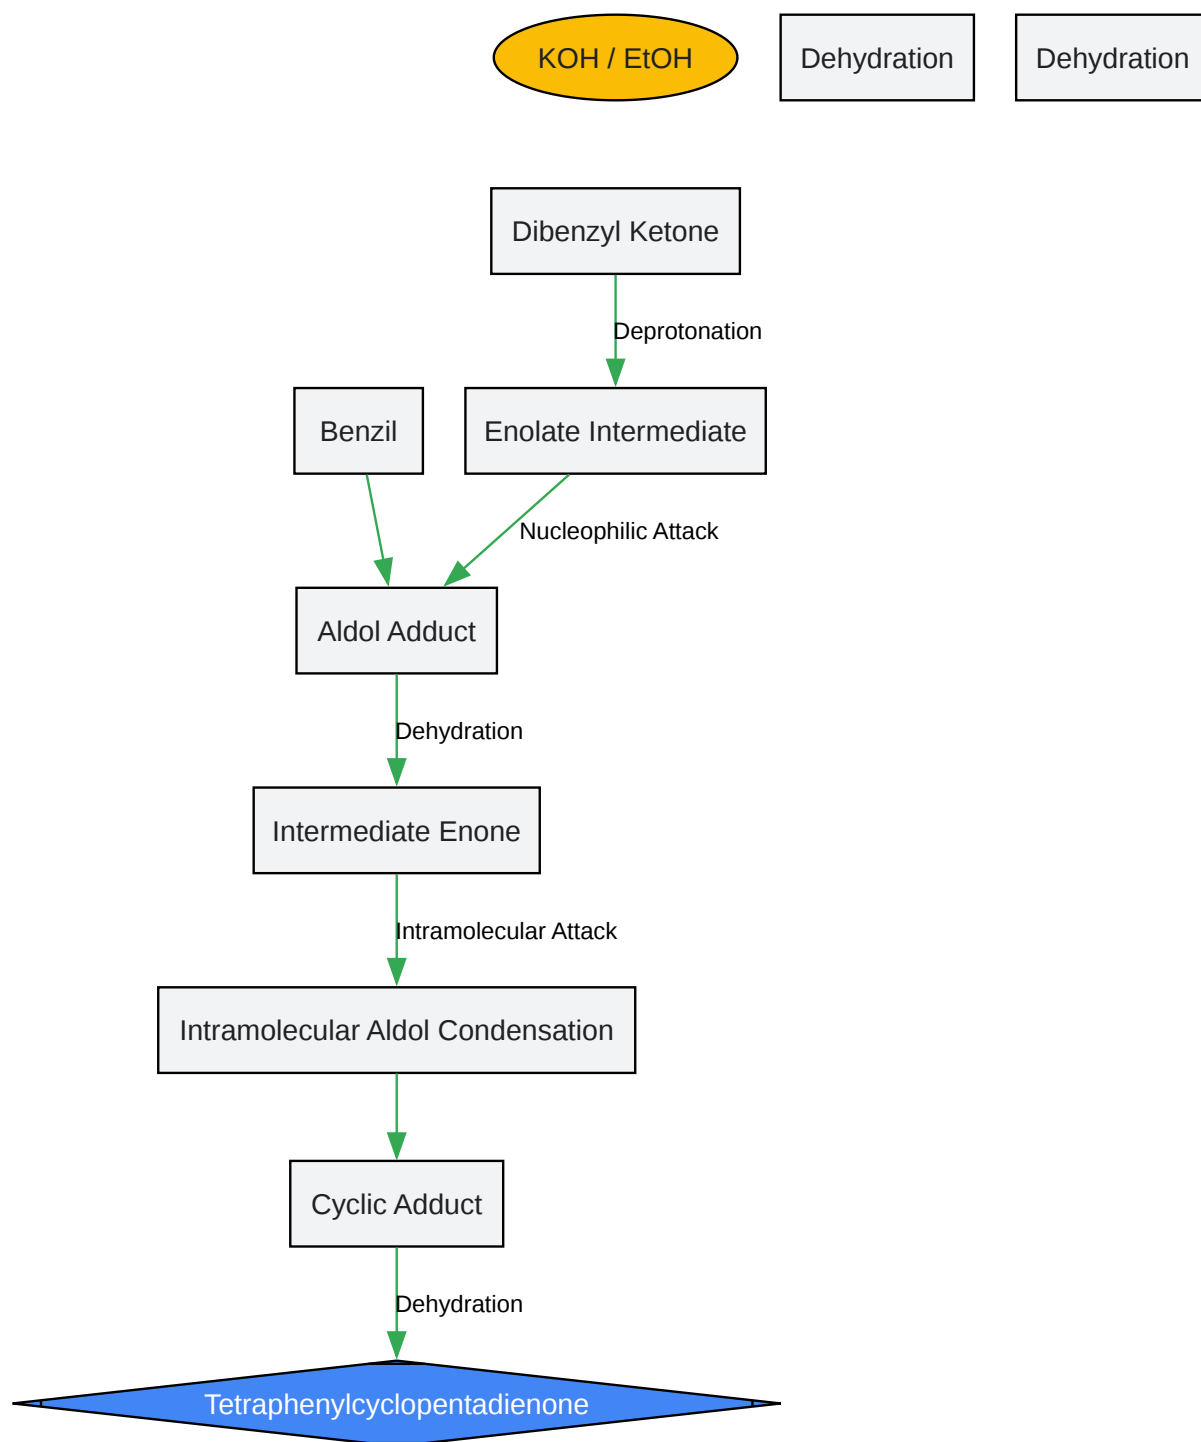 KOH / EtOH
Dehydration
Dehydration
Dibenzyl Ketone
Deprotonation
Benzil
Enolate Intermediate
Nucleophilic Attack
Aldol Adduct
Dehydration
Intermediate Enone
Intramolecular Attack
Intramolecular Aldol Condensation
Cyclic Adduct
Dehydration
Tetraphenylcyclopentadienone